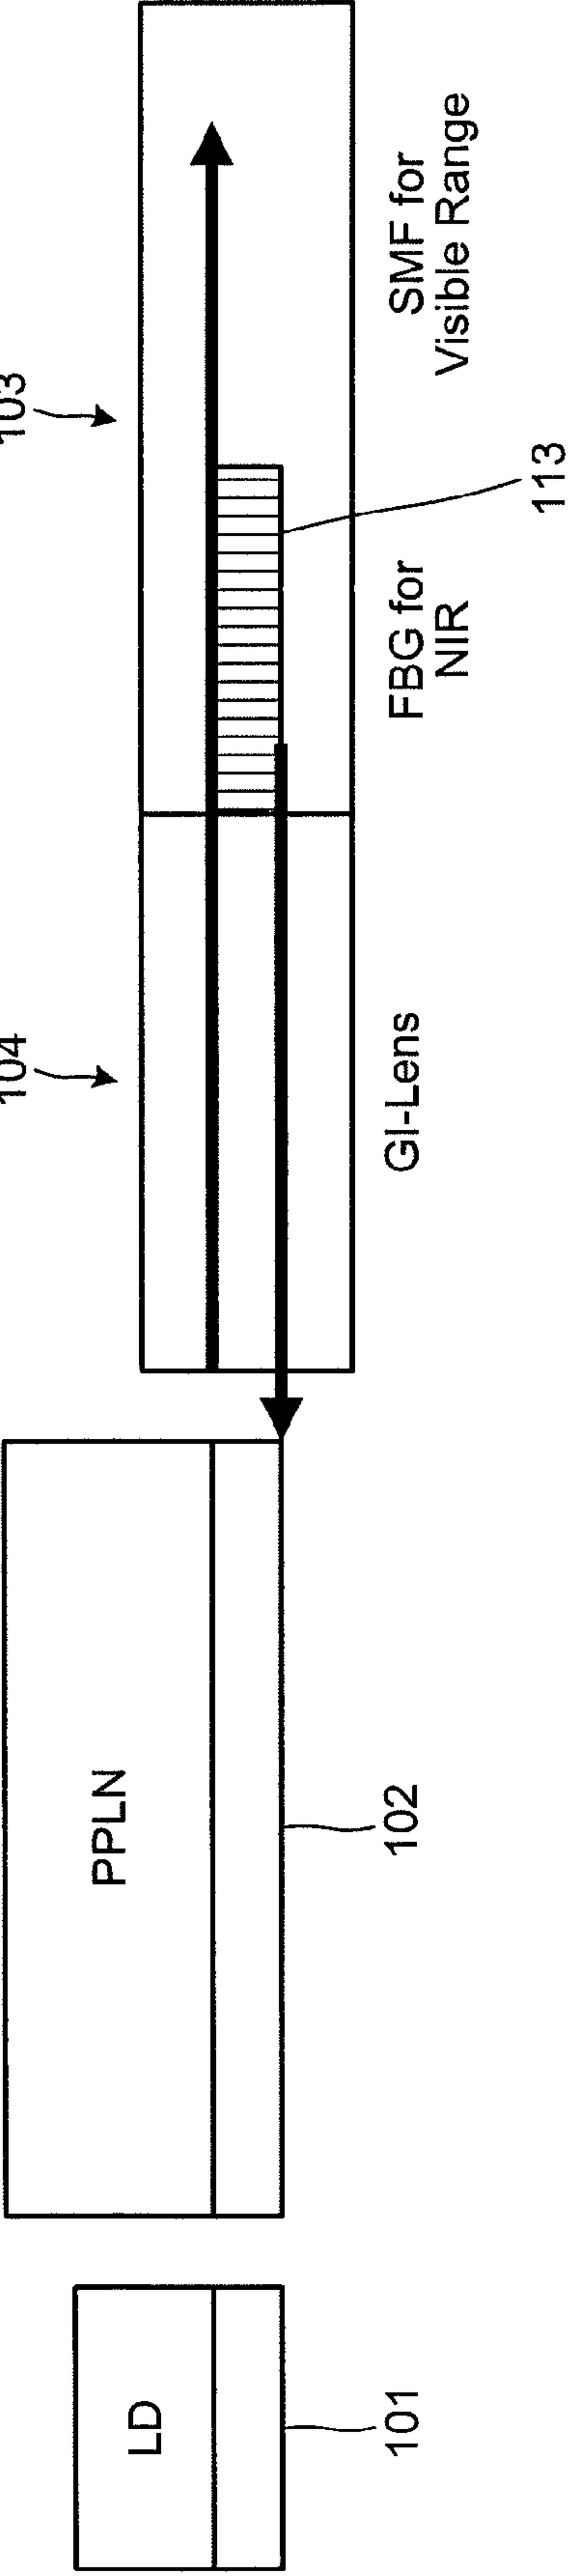 LD
101
PPLN
102
104
GI-Lens
103
FBG for
NIR
113
SMF for
Visible Range